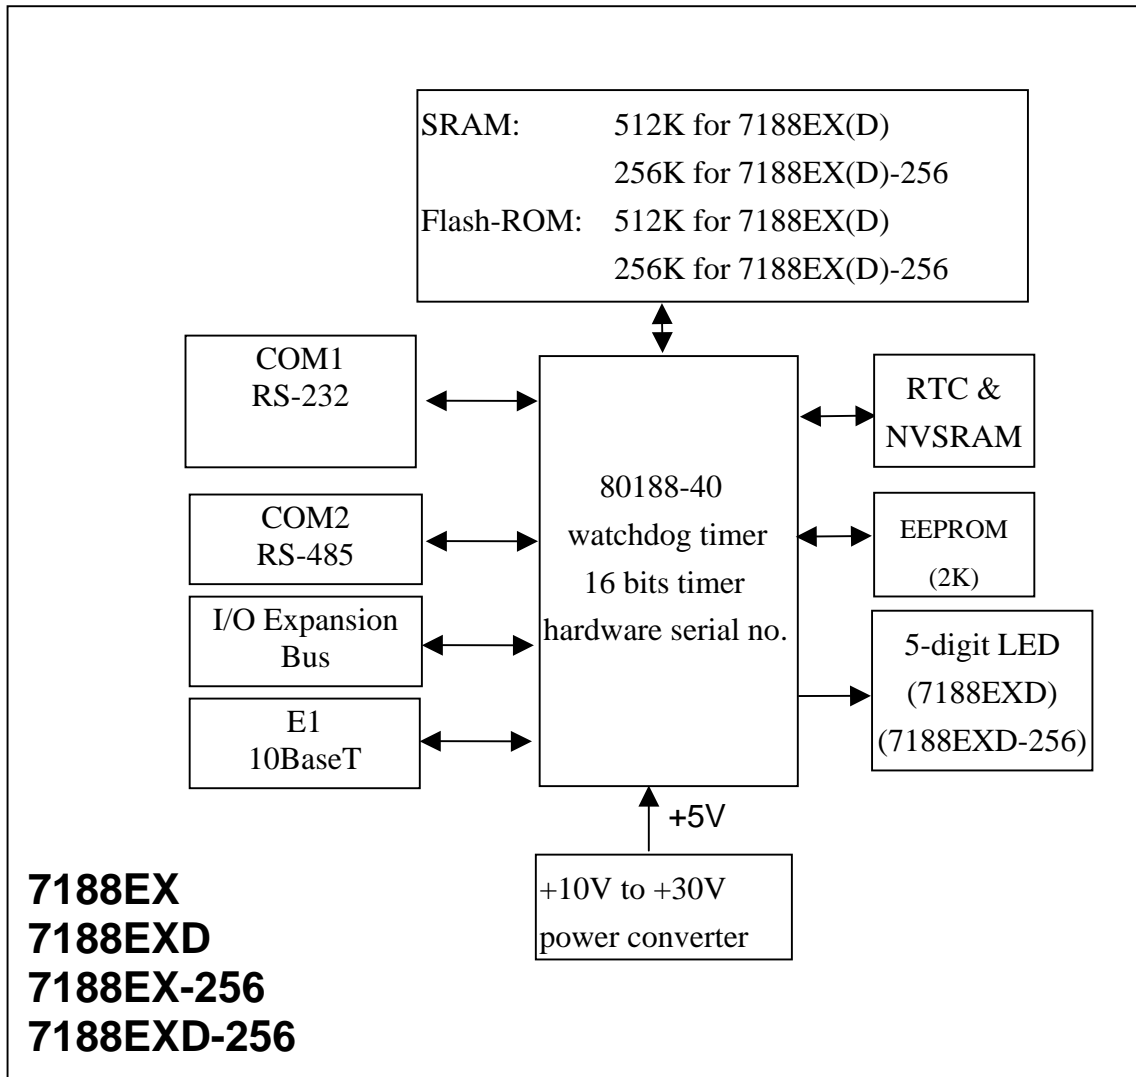 SRAM: 512K for 7188EX(D)
256K for 7188EX(D)-256
Flash-ROM: 512K for 7188EX(D)
256K for 7188EX(D)-256
COM1
RS-232
COM2
RS-485
I/O Expansion
Bus
E1
10BaseT
80188-40
watchdog timer
16 bits timer
hardware serial no.
RTC &
NVSRAM
EEPROM
(2K)
5-digit LED
(7188EXD)
(7188EXD-256)
+5V
+10V to +30V
power converter
7188EX
7188EXD
7188EX-256
7188EXD-256